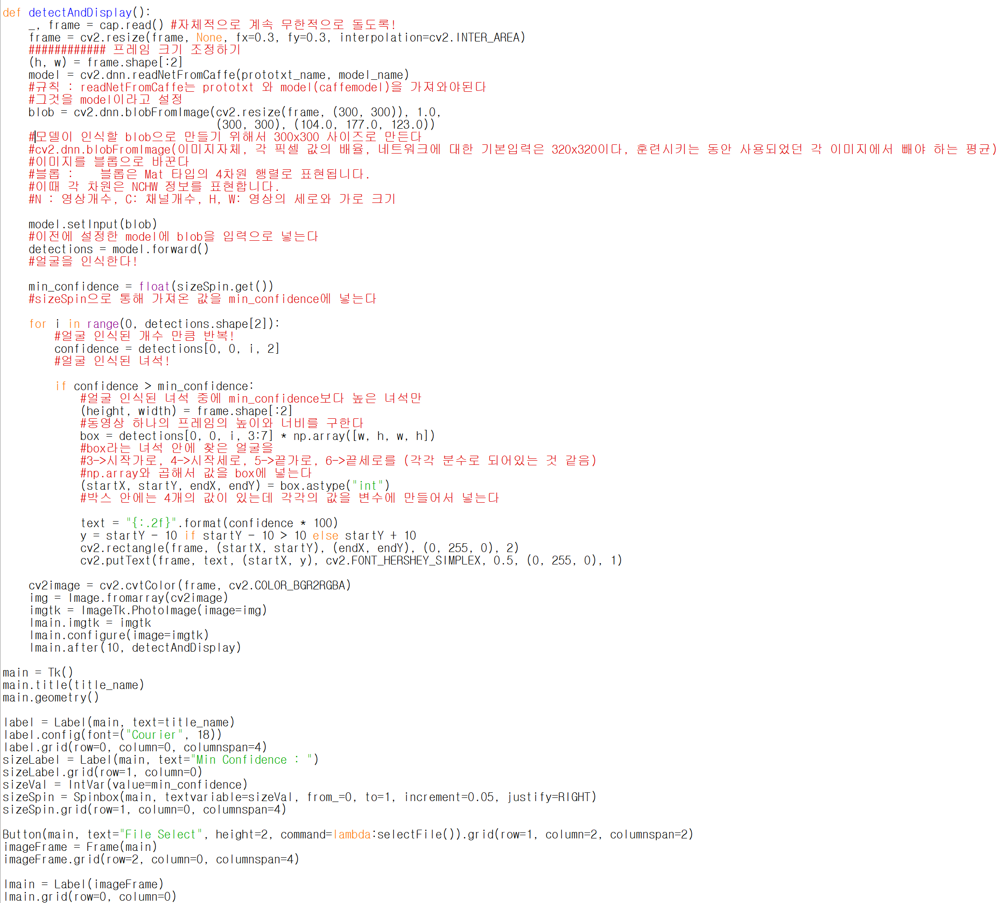 def detectAndDisplay():
    _, frame = cap.read() #자체적으로 계속 무한적으로 돌도록!
    frame = cv2.resize(frame, None, fx=0.3, fy=0.3, interpolation=cv2.INTER_AREA)
    ############ 프레임 크기 조정하기
    (h, w) = frame.shape[:2]
    model = cv2.dnn.readNetFromCaffe(prototxt_name, model_name)
    #규칙 : readNetFromCaffe는 prototxt 와 model(caffemodel)을 가져와야된다
    #그것을 model이라고 설정
    blob = cv2.dnn.blobFromImage(cv2.resize(frame, (300, 300)), 1.0,
                                 (300, 300), (104.0, 177.0, 123.0))
    #모델이 인식할 blob으로 만들기 위해서 300x300 사이즈로 만든다
    #cv2.dnn.blobFromImage(이미지자체, 각 픽셀 값의 배율, 네트워크에 대한 기본입력은 320x320이다, 훈련시키는 동안 사용되었던 각 이미지에서 빼야 하는 평균)
    #이미지를 블롭으로 바꾼다
    #블롭 :    블롭은 Mat 타입의 4차원 행렬로 표현됩니다.
    #이때 각 차원은 NCHW 정보를 표현합니다.
    #N : 영상개수, C: 채널개수, H, W: 영상의 세로와 가로 크기
    model.setInput(blob)
    #이전에 설정한 model에 blob을 입력으로 넣는다
    detections = model.forward()
    #얼굴을 인식한다!
    min_confidence = float(sizeSpin.get())
    #sizeSpin으로 통해 가져온 값을 min_confidence에 넣는다
    for i in range(0, detections.shape[2]):
        #얼굴 인식된 개수 만큼 반복!
        confidence = detections[0, 0, i, 2]
        #얼굴 인식된 녀석!
        if confidence > min_confidence:
            #얼굴 인식된 녀석 중에 min_confidence보다 높은 녀석만
            (height, width) = frame.shape[:2]
            #동영상 하나의 프레임의 높이와 너비를 구한다
            box = detections[0, 0, i, 3:7] * np.array([w, h, w, h])
            #box라는 녀석 안에 찾은 얼굴을
            #3->시작가로, 4->시작세로, 5->끝가로, 6->끝세로를 (각각 분수로 되어있는 것 같음)
            #np.array와 곱해서 값을 box에 넣는다
            (startX, startY, endX, endY) = box.astype("int")
            #박스 안에는 4개의 값이 있는데 각각의 값을 변수에 만들어서 넣는다
            text = "{:.2f}".format(confidence * 100)
            y = startY - 10 if startY - 10 > 10 else startY + 10
            cv2.rectangle(frame, (startX, startY), (endX, endY), (0, 255, 0), 2)
            cv2.putText(frame, text, (startX, y), cv2.FONT_HERSHEY_SIMPLEX, 0.5, (0, 255, 0), 1)
    cv2image = cv2.cvtColor(frame, cv2.COLOR_BGR2RGBA)
    img = Image.fromarray(cv2image)
    imgtk = ImageTk.PhotoImage(image=img)
    lmain.imgtk = imgtk
    lmain.configure(image=imgtk)
    lmain.after(10, detectAndDisplay)
main = Tk()
main.title(title_name)
main.geometry()
label = Label(main, text=title_name)
label.config(font=("Courier", 18))
label.grid(row=0, column=0, columnspan=4)
sizeLabel = Label(main, text="Min Confidence : ")
sizeLabel.grid(row=1, column=0)
sizeVal = IntVar(value=min_confidence)
sizeSpin = Spinbox(main, textvariable=sizeVal, from_=0, to=1, increment=0.05, justify=RIGHT)
sizeSpin.grid(row=1, column=0, columnspan=4)
Button(main, text="File Select", height=2, command=lambda:selectFile()).grid(row=1, column=2, columnspan=2)
imageFrame = Frame(main)
imageFrame.grid(row=2, column=0, columnspan=4)
lmain = Label(imageFrame)
lmain.grid(row=0, column=0)